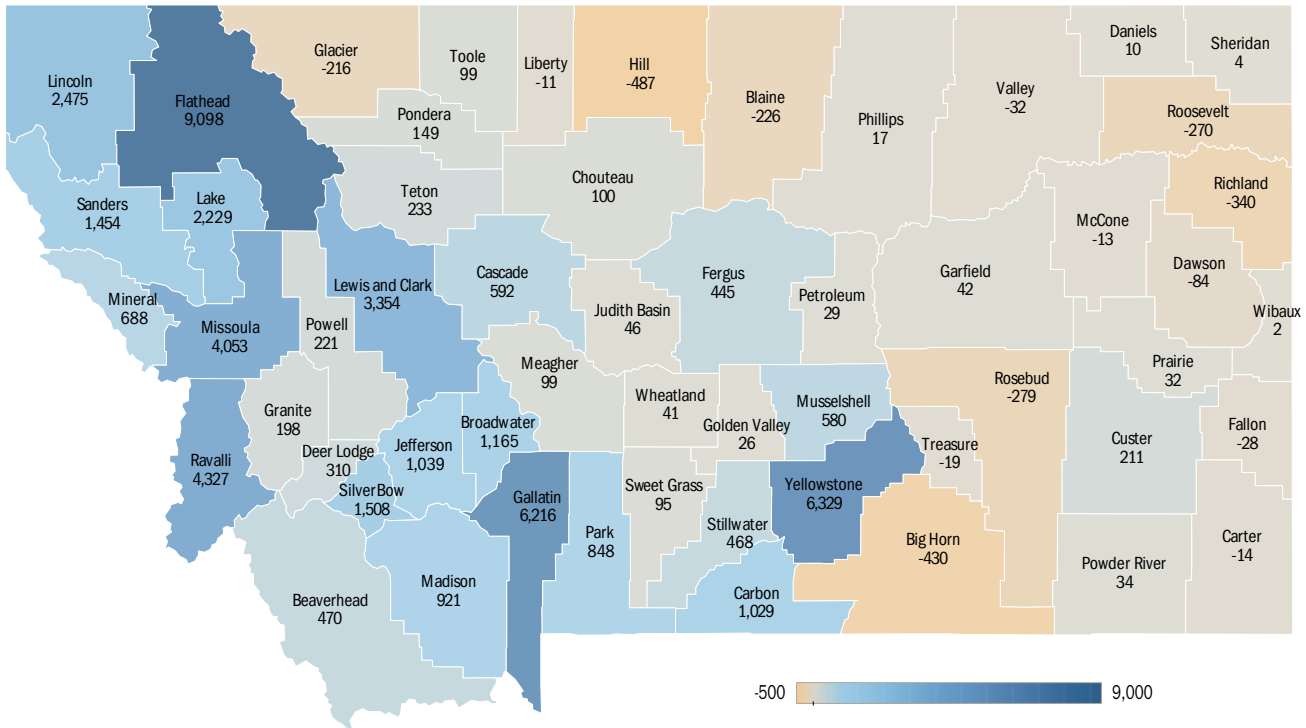 Lincoln
2,475
Flathead
9,098
Glacier
-216
Toole
99
Liberty
-11
Hill
-487
Blaine
-226
Phillips
17
Valley
-32
Daniels
10
Sheridan
4
Roosevelt
-270
Pondera
149
Teton
233
Chouteau
100
Richland
-340
McCone
-13
Dawson
-84
Wibaux
2
Sanders
1,454
Lake
2,229
Mineral
688
Missoula
4,053
Powell
221
Lewis and Clark
3,354
Cascade
592
Judith Basin
46
Fergus
445
Petroleum
29
Garfield
42
Prairie
32
Meagher
99
Wheatland
41
Golden Valley
26
Musselshell
580
Rosebud
-279
Treasure
-19
Custer
211
Fallon
-28
Ravalli
4,327
Granite
198
Deer Lodge
310
Silver Bow
1,508
Jefferson
1,039
Broadwater
1,165
Gallatin
6,216
Park
848
Sweet Grass
95
Stillwater
468
Yellowstone
6,329
Big Horn
-430
Powder River
34
Carter
-14
Beaverhead
470
Madison
921
Carbon
1,029
-500
9,000